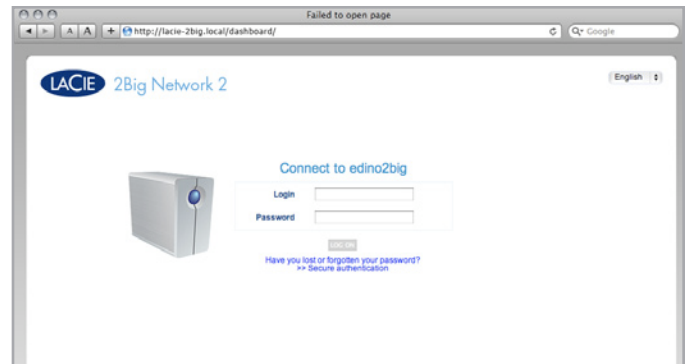 Failed to open page
A A + http://lacie-2big.local/dashboard/ Google
LACIE 2Big Network 2
English
Connect to edino2big
Login
Password
LOG ON
Have you lost or forgotten your password?
>> Secure authentication